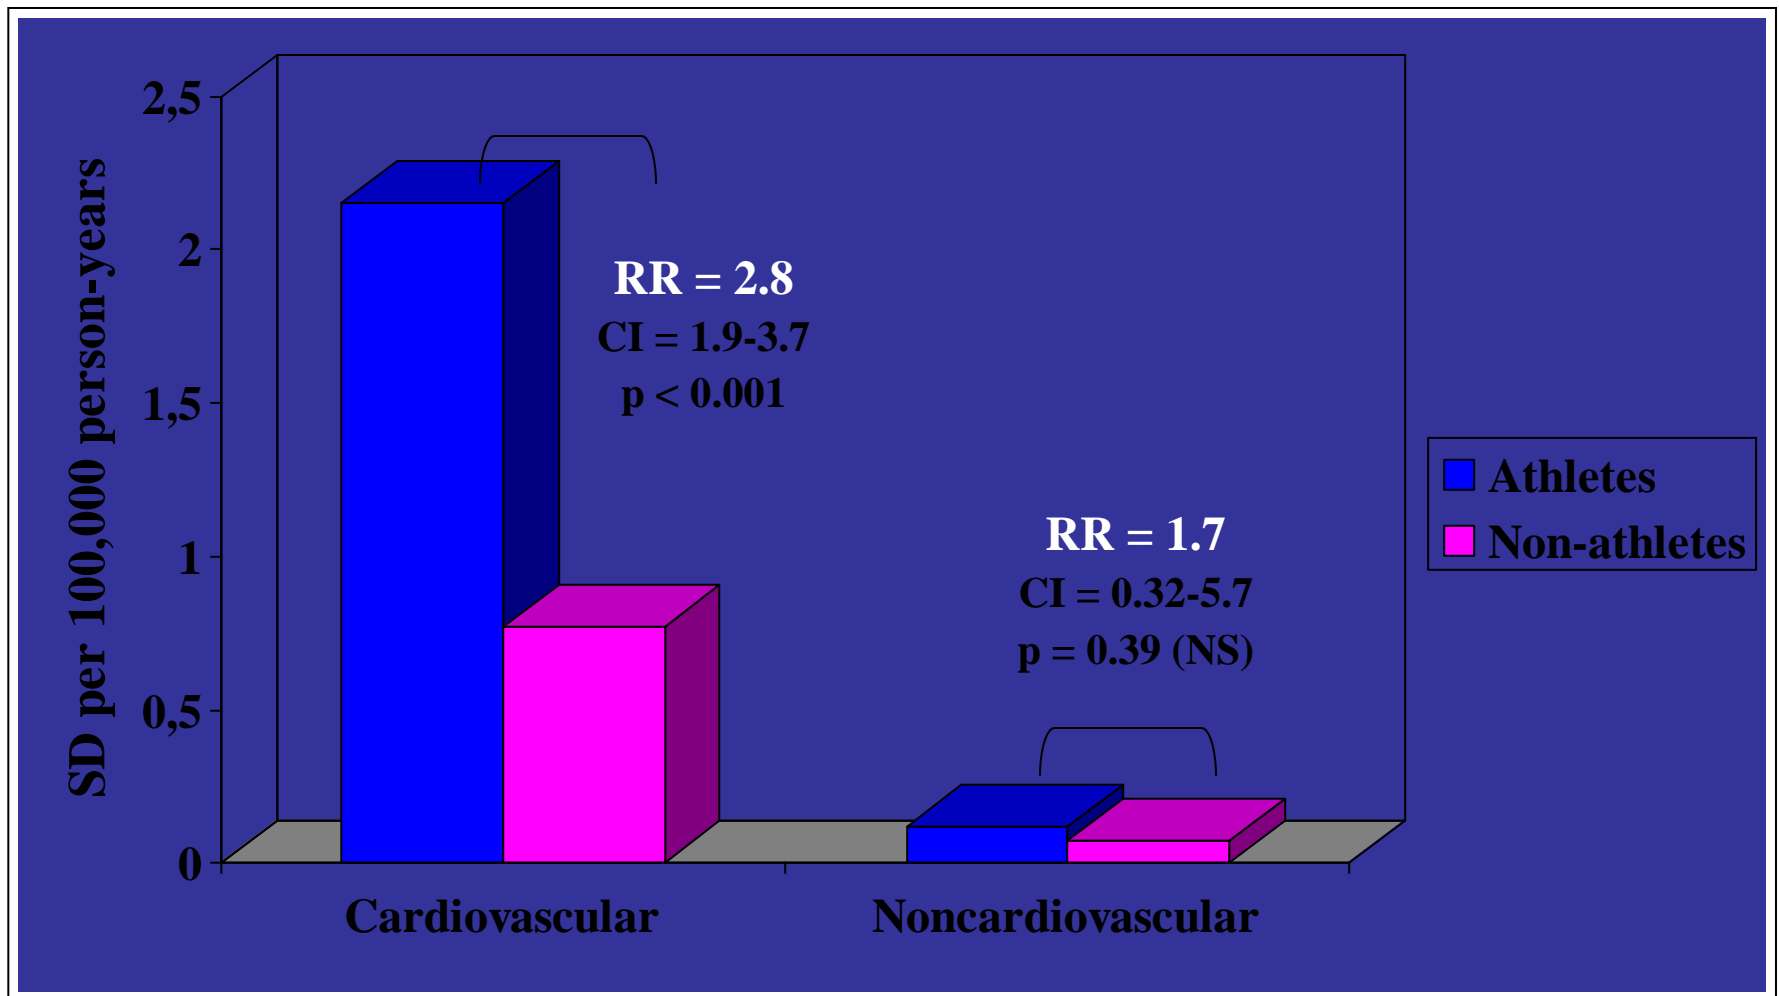 SD per 100,000 person-years
2,5
2
1,5
1
0,5
0
RR = 2.8
CI = 1.9-3.7
p < 0.001
RR = 1.7
CI = 0.32-5.7
p = 0.39 (NS)
Athletes
Non-athletes
Cardiovascular
Noncardiovascular